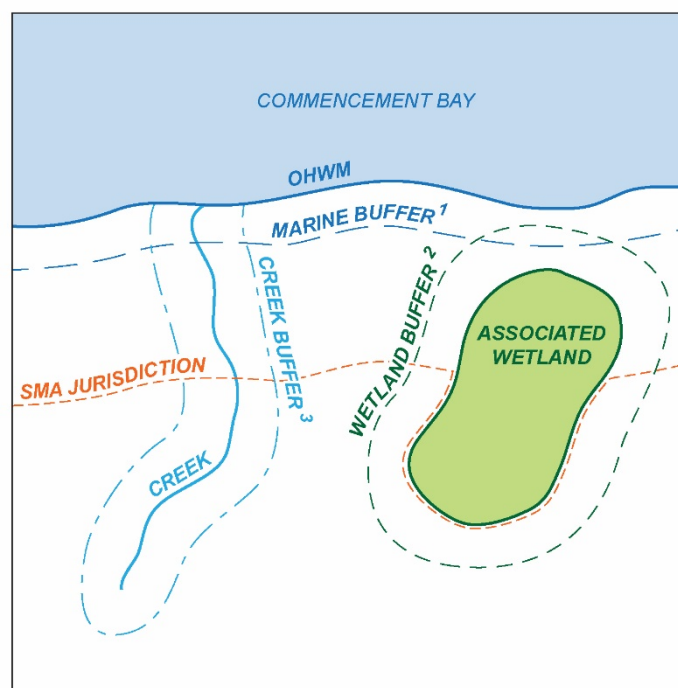 COMMENCEMENT BAY
OHWM
MARINE BUFFER 1
CREEK BUFFER 3
WETLAND BUFFER 2
ASSOCIATED
WETLAND
SMA JURISDICTION
CREEK